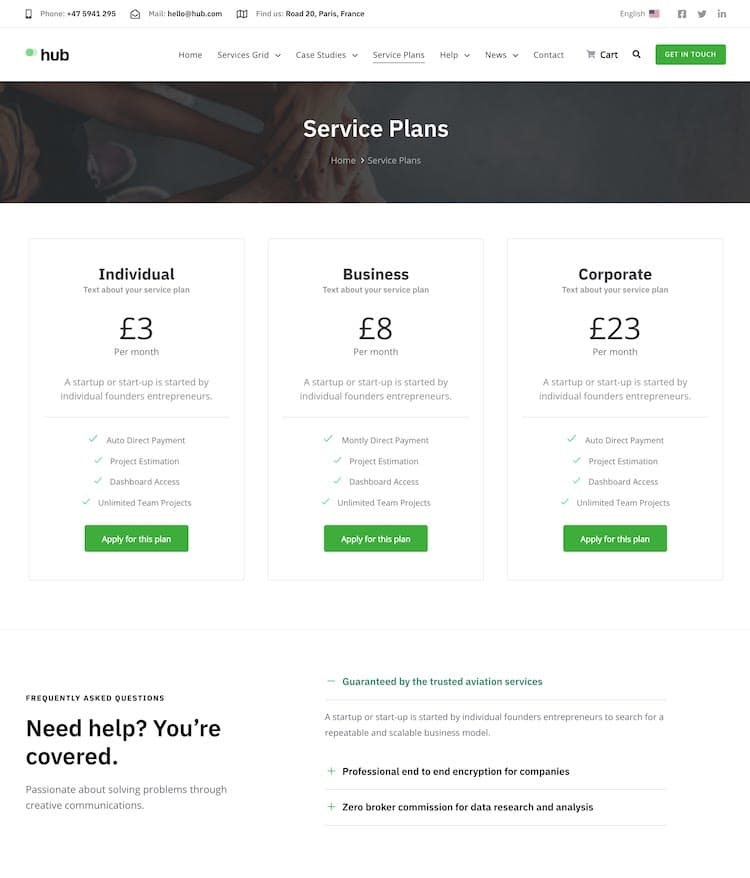 Phone: +47 5941 295 Mail: hello@hub.com Find us: Road 20, Paris, France English
hub Home Services Grid Case Studies Service Plans Help News Contact Cart GET IN TOUCH
Service Plans
Home > Service Plans
Individual
Text about your service plan
£3
Per month
A startup or start-up is started by
individual founders entrepreneurs.
Auto Direct Payment
Project Estimation
Dashboard Access
Unlimited Team Projects
Apply for this plan
Business
Text about your service plan
£8
Per month
A startup or start-up is started by
individual founders entrepreneurs.
Montly Direct Payment
Project Estimation
Dashboard Access
Unlimited Team Projects
Apply for this plan
Corporate
Text about your service plan
£23
Per month
A startup or start-up is started by
individual founders entrepreneurs.
Auto Direct Payment
Project Estimation
Dashboard Access
Unlimited Team Projects
Apply for this plan
FREQUENTLY ASKED QUESTIONS
Need help? You’re
covered.
Passionate about solving problems through
creative communications.
Guaranteed by the trusted aviation services
A startup or start-up is started by individual founders entrepreneurs to search for a
repeatable and scalable business model.
Professional end to end encryption for companies
Zero broker commission for data research and analysis